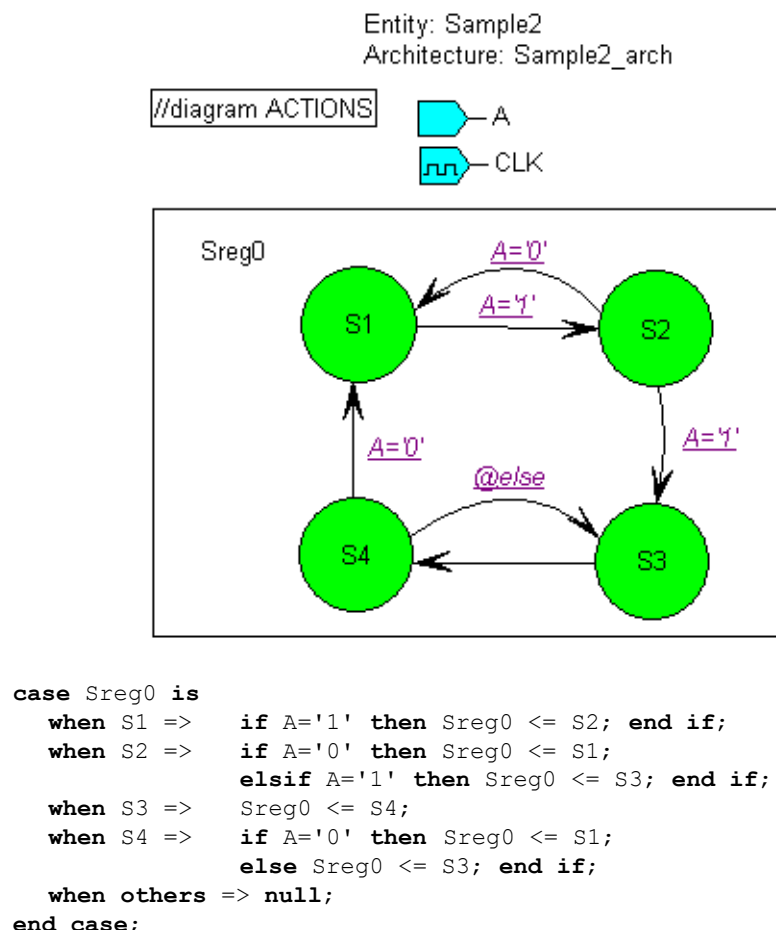 Entity: Sample2
Architecture: Sample2_arch
//diagram ACTIONS
A
CLK
Sreg0
A='0'
A='1'
S1
S2
A='0'
A='1'
@else
S4
S3
case Sreg0 is
when S1 => if A='1' then Sreg0 <= S2; end if;
when S2 => if A='0' then Sreg0 <= S1;
elsif A='1' then Sreg0 <= S3; end if;
when S3 => Sreg0 <= S4;
when S4 => if A='0' then Sreg0 <= S1;
else Sreg0 <= S3; end if;
when others => null;
end case;